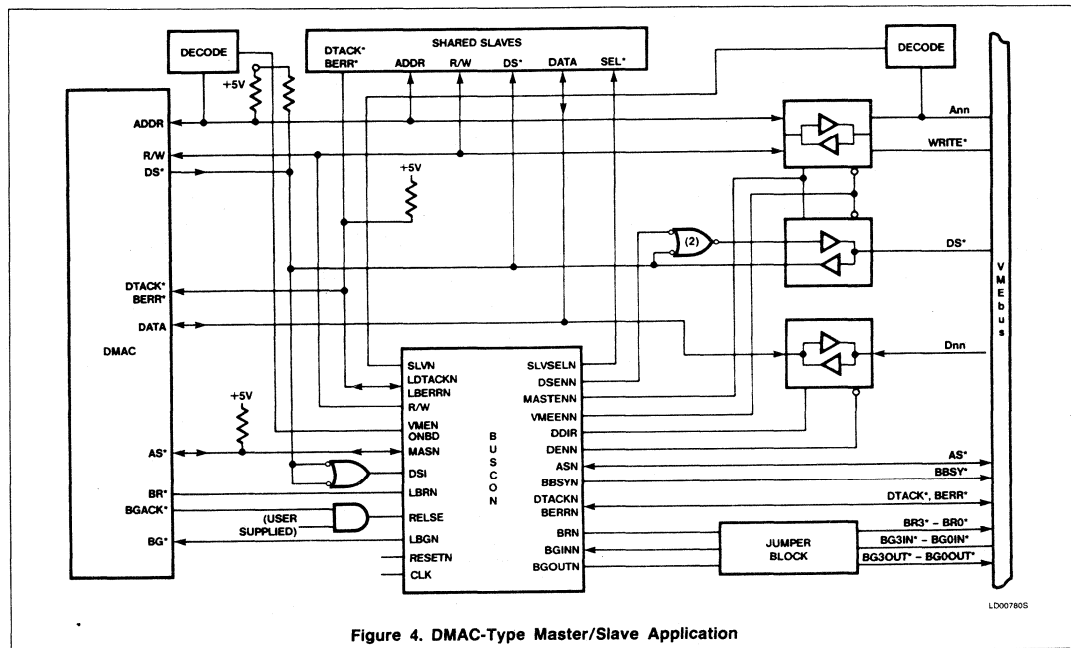 DECODE
SHARED SLAVES
DTACK*
BERR*
ADDR
R/W
DS*
DATA
SEL*
DECODE
+5V
ADDR
R/W
DS*
+5V
Ann
WRITE*
(2)
DS*
VMEbus
DTACK*
BERR*
DATA
DMAC
Dnn
+5V
AS*
BR*
BGACK*
(USER
SUPPLIED)
BG*
SLVN
LDTACKN
LBERRN
R/W
VMEN
ONBD
MASN
DSI
LBRN
RELSE
LBGN
RESETN
CLK
BUSCON
SLVSELN
DSENN
MASTENN
VMEENN
DDIR
DENN
ASN
BBSYN
DTACKN
BERRN
BRN
BGINN
BGOUTN
AS*
BBSY*
DTACK*, BERR*
JUMPER
BLOCK
BR3* – BR0*
BG3IN* – BG0IN*
BG3OUT* – BG0OUT*
LD00780S
Figure 4. DMAC-Type Master/Slave Application